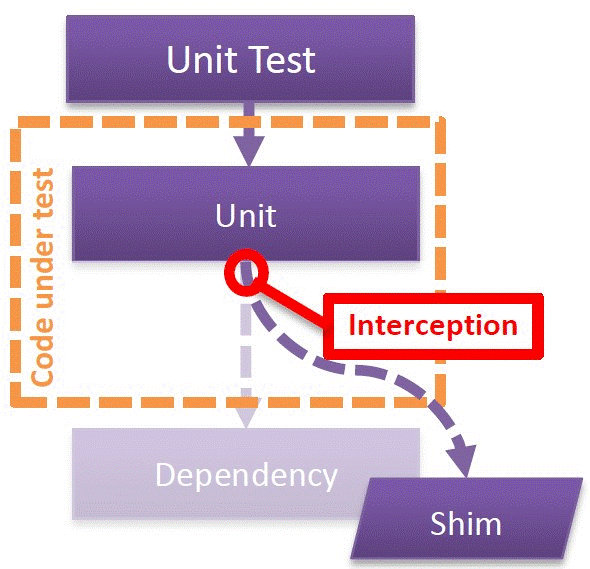 Unit Test
Code under test
Unit
Interception
Dependency
Shim